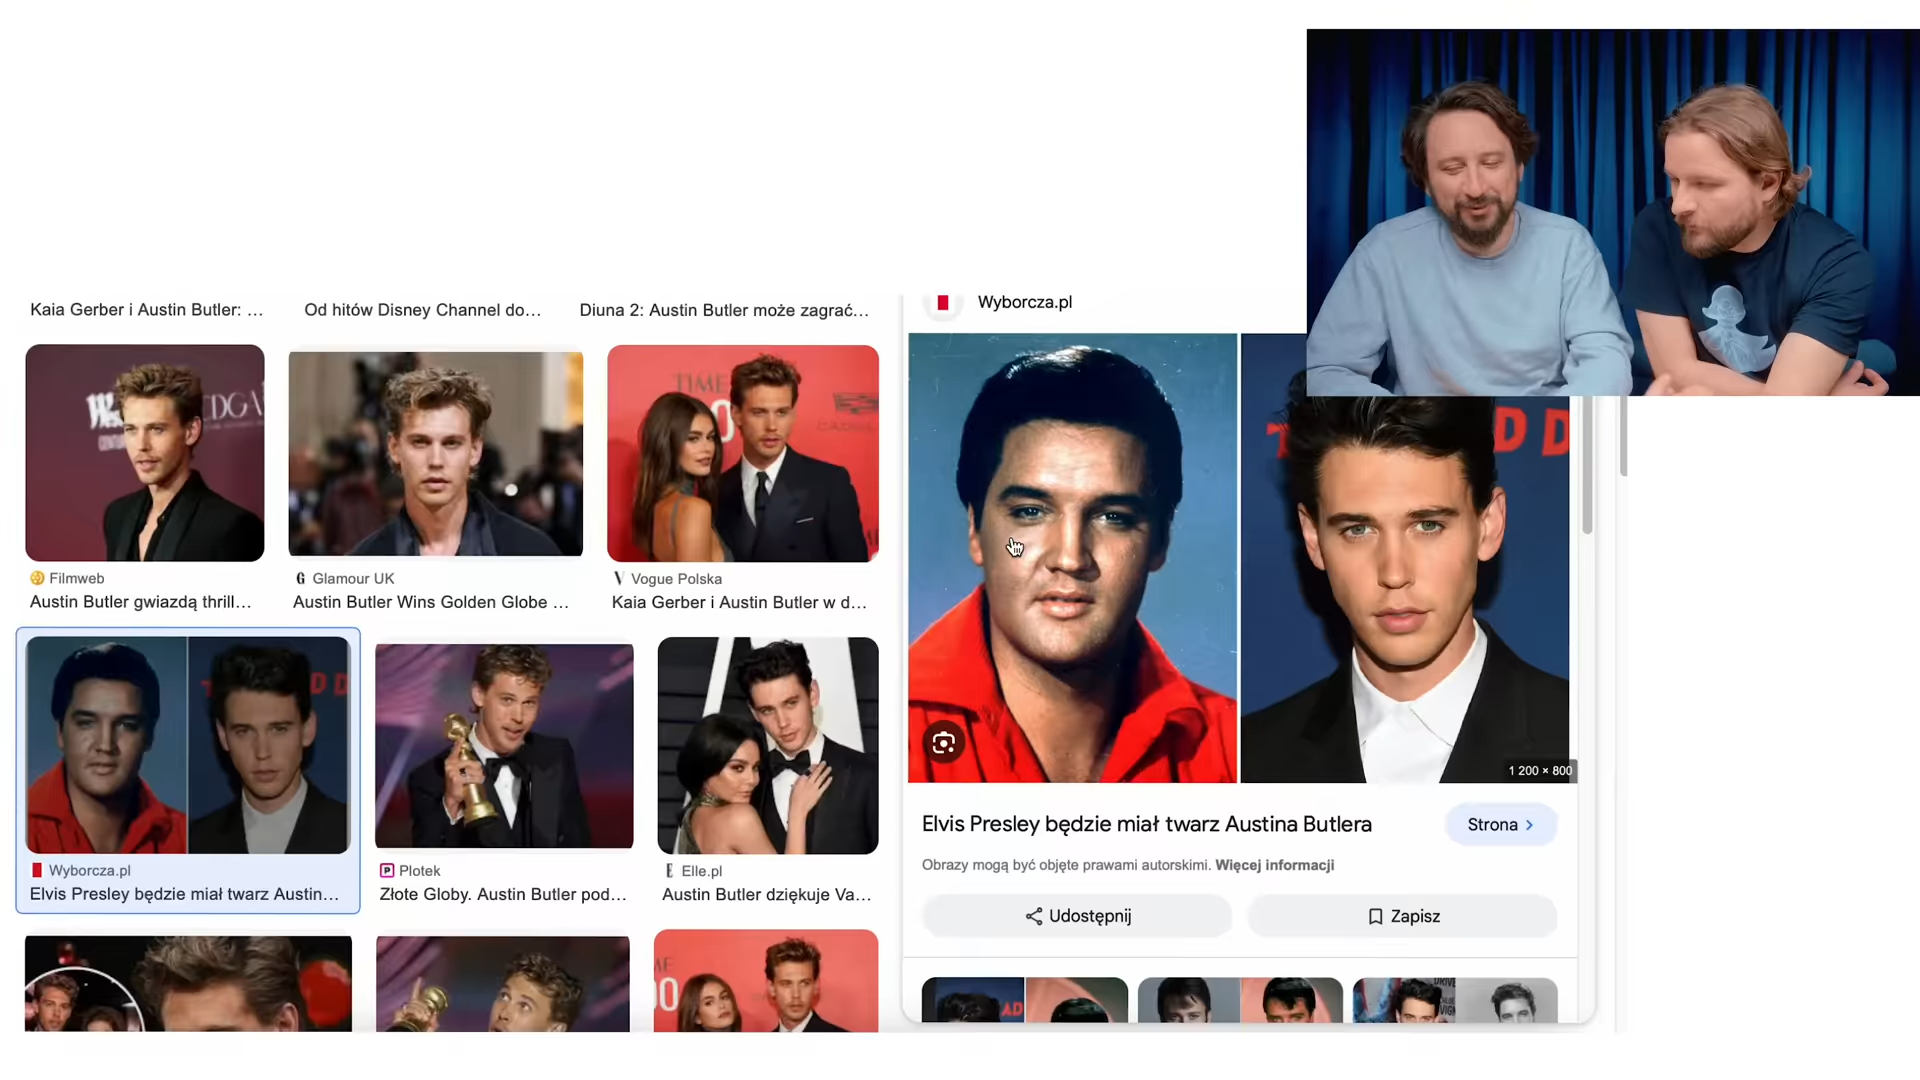 Kaia Gerber i Austin Butler: ...
Od hitów Disney Channel do...
Diuna 2: Austin Butler może zagrać...
Filmweb
Austin Butler gwiazdą thrill...
Glamour UK
Austin Butler Wins Golden Globe ...
TIME
Vogue Polska
Kaia Gerber i Austin Butler w d...
Wyborcza.pl
Elvis Presley będzie miał twarz Austin...
Plotek
Złote Globy. Austin Butler pod...
Elle.pl
Austin Butler dziękuje Va...
Wyborcza.pl
1 200 × 800
Elvis Presley będzie miał twarz Austina Butlera
Strona >
Obrazy mogą być objęte prawami autorskimi. Więcej informacji
Udostępnij
Zapisz